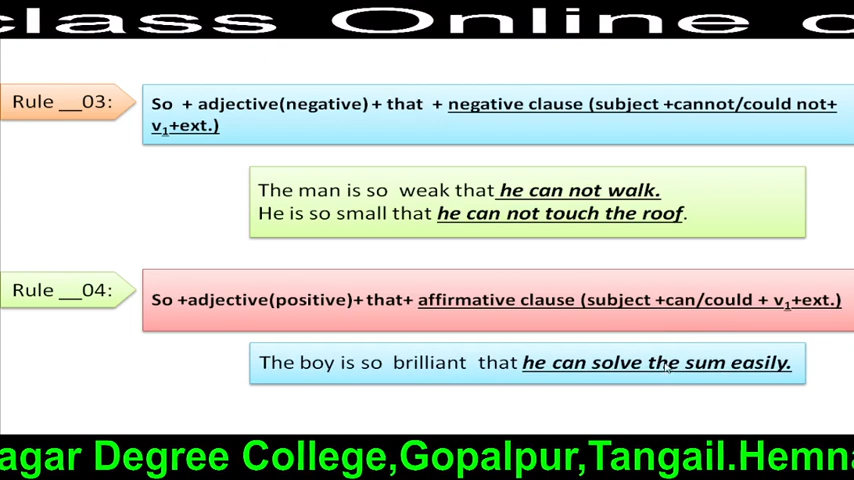 class Online
Rule __03:
So + adjective(negative) + that + negative clause (subject +cannot/could not+
v1+ext.)
The man is so weak that he can not walk.
He is so small that he can not touch the roof.
Rule __04:
So +adjective(positive)+ that+ affirmative clause (subject +can/could + v1+ext.)
The boy is so brilliant that he can solve the sum easily.
agar Degree College,Gopalpur,Tangail.Hemna